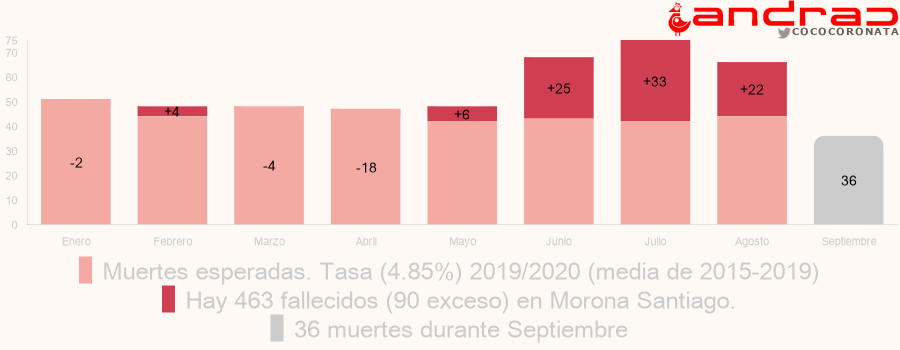 andrac
COCOCORONATA
75
70
60
50
40
30
20
10
0
-2
+4
-4
-18
+6
+25
+33
+22
36
Enero
Febrero
Marzo
Abril
Mayo
Junio
Julio
Agosto
Septiembre
Muertes esperadas. Tasa (4.85%) 2019/2020 (media de 2015-2019)
Hay 463 fallecidos (90 exceso) en Morona Santiago.
36 muertes durante Septiembre